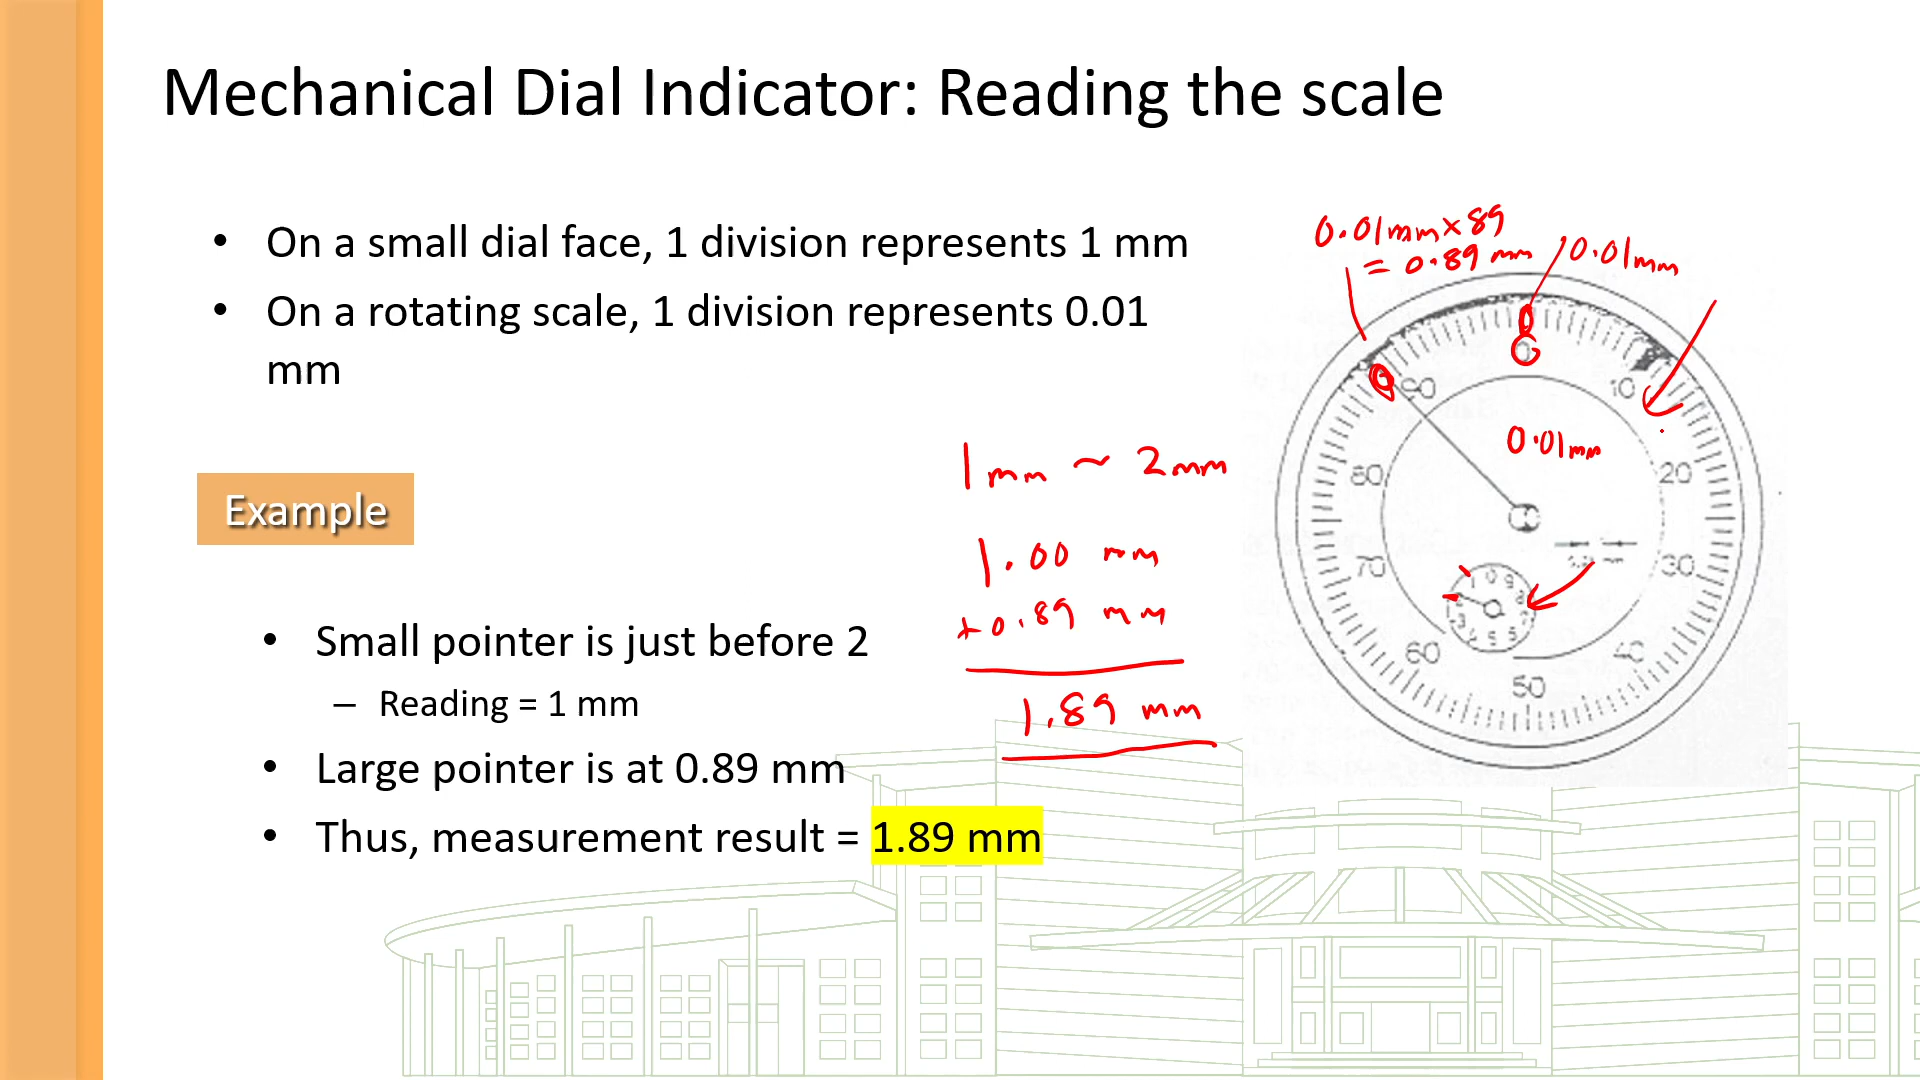 Mechanical Dial Indicator: Reading the scale
• On a small dial face, 1 division represents 1 mm
• On a rotating scale, 1 division represents 0.01
mm
Example
• Small pointer is just before 2
– Reading = 1 mm
• Large pointer is at 0.89 mm
• Thus, measurement result = 1.89 mm
1mm ~ 2mm
1.00 mm
+0.89 mm
1.89 mm
0.01mm×89
= 0.89 mm
0.01mm
0
10
20
30
40
50
60
70
80
90
0.01mm
1 0 9